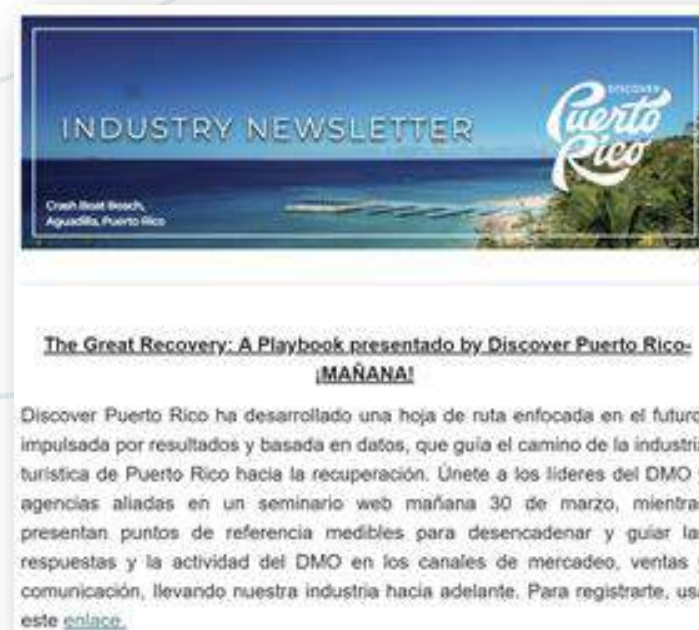 INDUSTRY NEWSLETTER
DISCOVER
Puerto
Rico
Crash Boat Beach,
Aguadilla, Puerto Rico
The Great Recovery: A Playbook presentado by Discover Puerto Rico-
¡MAÑANA!
Discover Puerto Rico ha desarrollado una hoja de ruta enfocada en el futuro
impulsada por resultados y basada en datos, que guía el camino de la
turística de Puerto Rico hacia la recuperación. Únete a los líderes del DMO
agencias aliadas en un seminario web mañana 30 de marzo,
presentan puntos de referencia medibles para desencadenar y guiar
respuestas y la actividad del DMO en los canales de mercadeo, ventas
comunicación, llevando nuestra industria hacia adelante. Para registrarte,
este enlace.